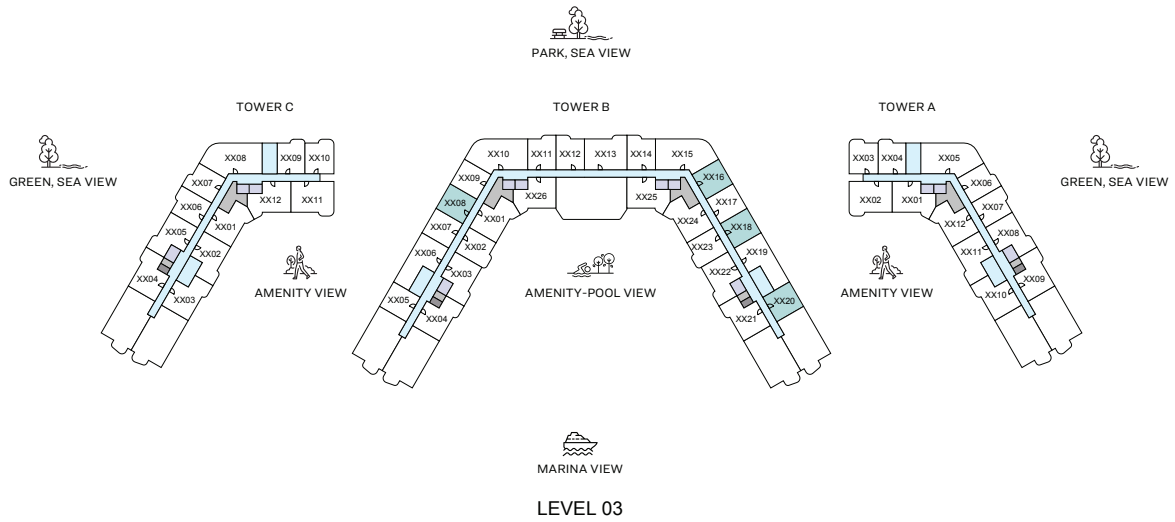 PARK, SEA VIEW
TOWER C
TOWER B
TOWER A
GREEN, SEA VIEW
GREEN, SEA VIEW
XX08
XX09
XX10
XX07
XX06
XX05
XX04
XX03
XX02
XX01
XX12
XX11
XX10
XX11
XX12
XX13
XX14
XX15
XX09
XX08
XX07
XX06
XX05
XX04
XX03
XX02
XX01
XX26
XX25
XX16
XX17
XX18
XX19
XX20
XX21
XX22
XX23
XX24
XX03
XX04
XX05
XX02
XX01
XX06
XX07
XX08
XX09
XX10
XX11
XX12
AMENITY VIEW
AMENITY-POOL VIEW
AMENITY VIEW
MARINA VIEW
LEVEL 03